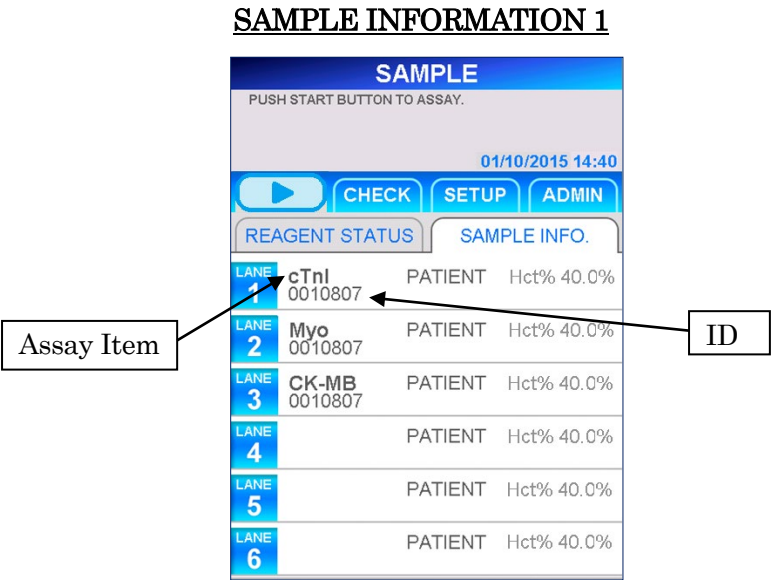 SAMPLE INFORMATION 1
SAMPLE
PUSH START BUTTON TO ASSAY.
01/10/2015 14:40
CHECK SETUP ADMIN
REAGENT STATUS SAMPLE INFO.
LANE 1 cTnI PATIENT Hct% 40.0%
0010807
Assay Item
ID
LANE 2 Myo PATIENT Hct% 40.0%
0010807
LANE 3 CK-MB PATIENT Hct% 40.0%
0010807
LANE 4 PATIENT Hct% 40.0%
LANE 5 PATIENT Hct% 40.0%
LANE 6 PATIENT Hct% 40.0%